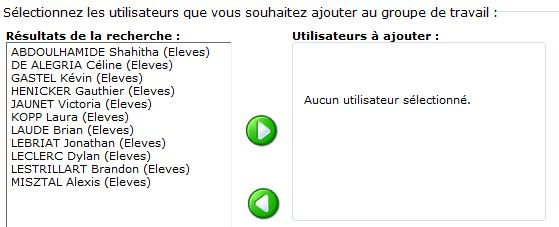 Sélectionnez les utilisateurs que vous souhaitez ajouter au groupe de travail :
Résultats de la recherche :
ABDOULHAMIDE Shahitha (Eleves)
DE ALEGRIA Céline (Eleves)
GASTEL Kévin (Eleves)
HENICKER Gauthier (Eleves)
JAUNET Victoria (Eleves)
KOPP Laura (Eleves)
LAUDE Brian (Eleves)
LEBRIAT Jonathan (Eleves)
LECLERC Dylan (Eleves)
LESTRILLART Brandon (Eleves)
MISZTAL Alexis (Eleves)
Utilisateurs à ajouter :
Aucun utilisateur sélectionné.